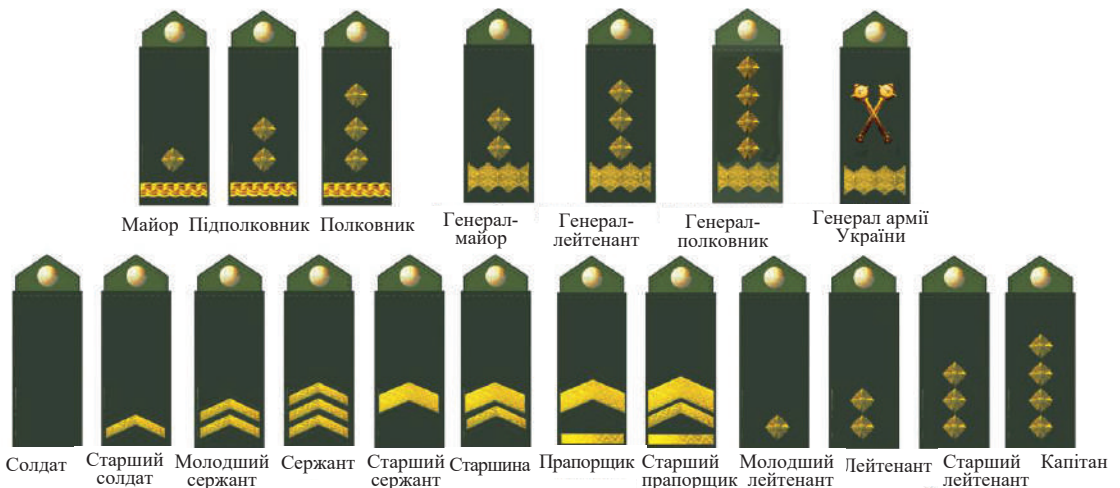 Майор Підполковник Полковник Генерал-майор Генерал-лейтенант Генерал-полковник Генерал армії України
Солдат Старший солдат Молодший сержант Сержант Старший сержант Старшина Прапорщик Старший прапорщик Молодший лейтенант Лейтенант Старший лейтенант Капітан